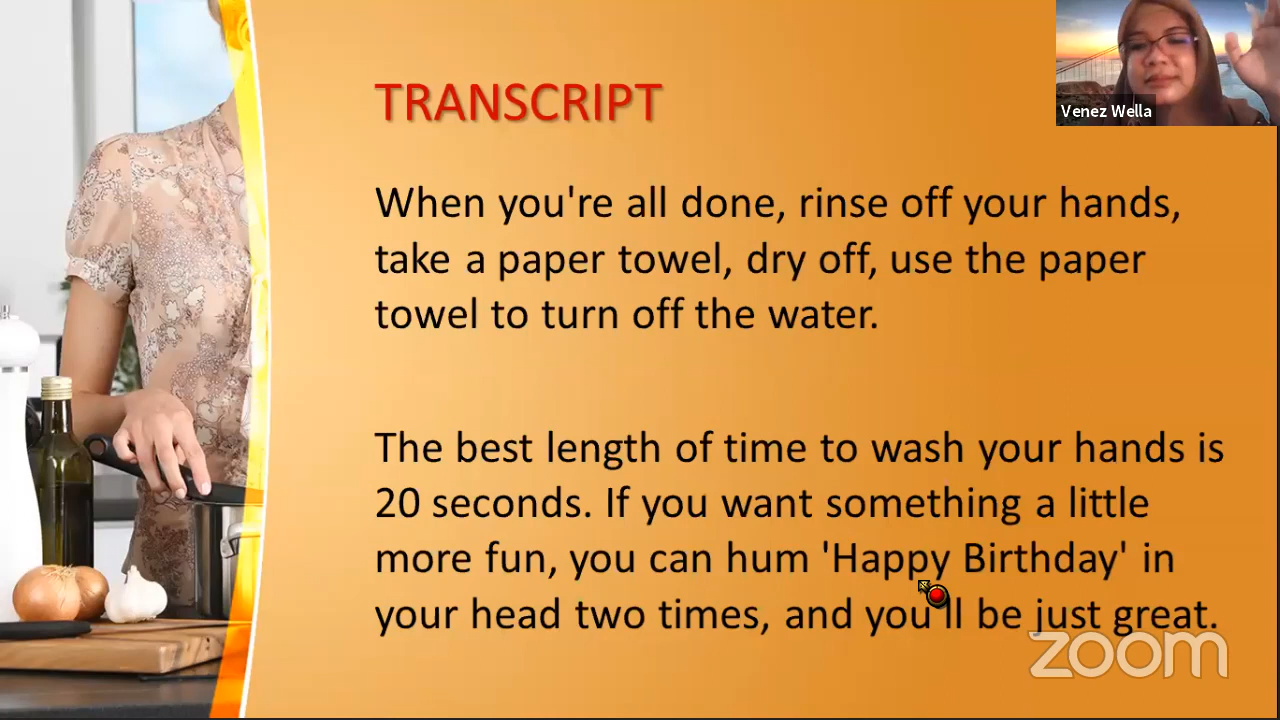 TRANSCRIPT
Venez Wella
When you're all done, rinse off your hands,
take a paper towel, dry off, use the paper
towel to turn off the water.
The best length of time to wash your hands is
20 seconds. If you want something a little
more fun, you can hum 'Happy Birthday' in
your head two times, and you'll be just great.
zoom